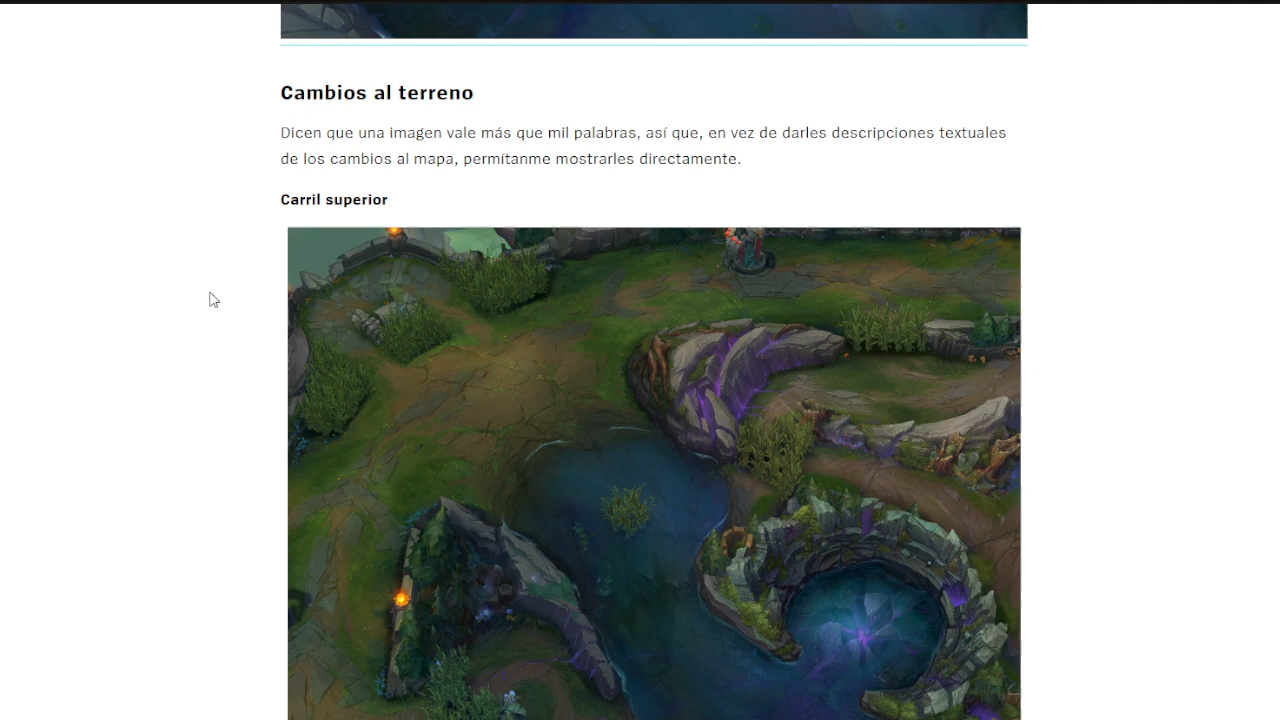 Cambios al terreno
Dicen que una imagen vale más que mil palabras, así que, en vez de darles descripciones textuales
de los cambios al mapa, permítanme mostrarles directamente.
Carril superior